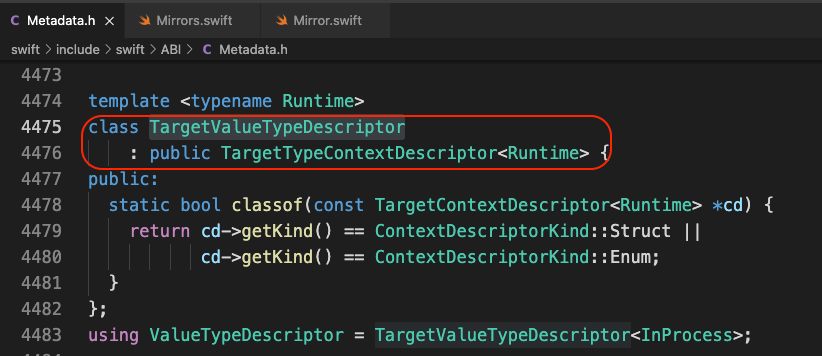 Metadata.h × Mirrors.swift Mirror.swift
swift > include > swift > ABI > C Metadata.h
4473
4474 template <typename Runtime>
4475 class TargetValueTypeDescriptor
4476 : public TargetTypeContextDescriptor<Runtime> {
4477 public:
4478 static bool classof(const TargetContextDescriptor<Runtime> *cd) {
4479 return cd->getKind() == ContextDescriptorKind::Struct ||
4480 cd->getKind() == ContextDescriptorKind::Enum;
4481 }
4482 };
4483 using ValueTypeDescriptor = TargetValueTypeDescriptor<InProcess>;